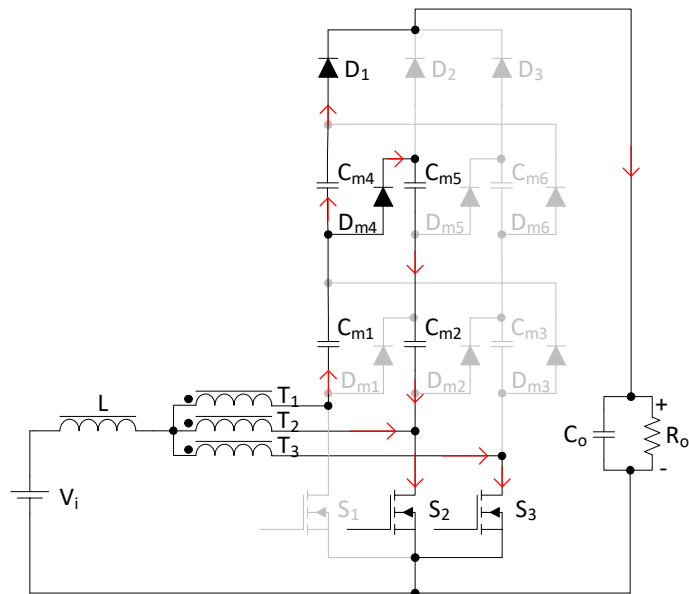 D1 D2 D3
Cm4 Cm5 Cm6
Dm4 Dm5 Dm6
Cm1 Cm2 Cm3
Dm1 Dm2 Dm3
L T1
T2
T3
Vi
S1 S2 S3
Co + Ro
-